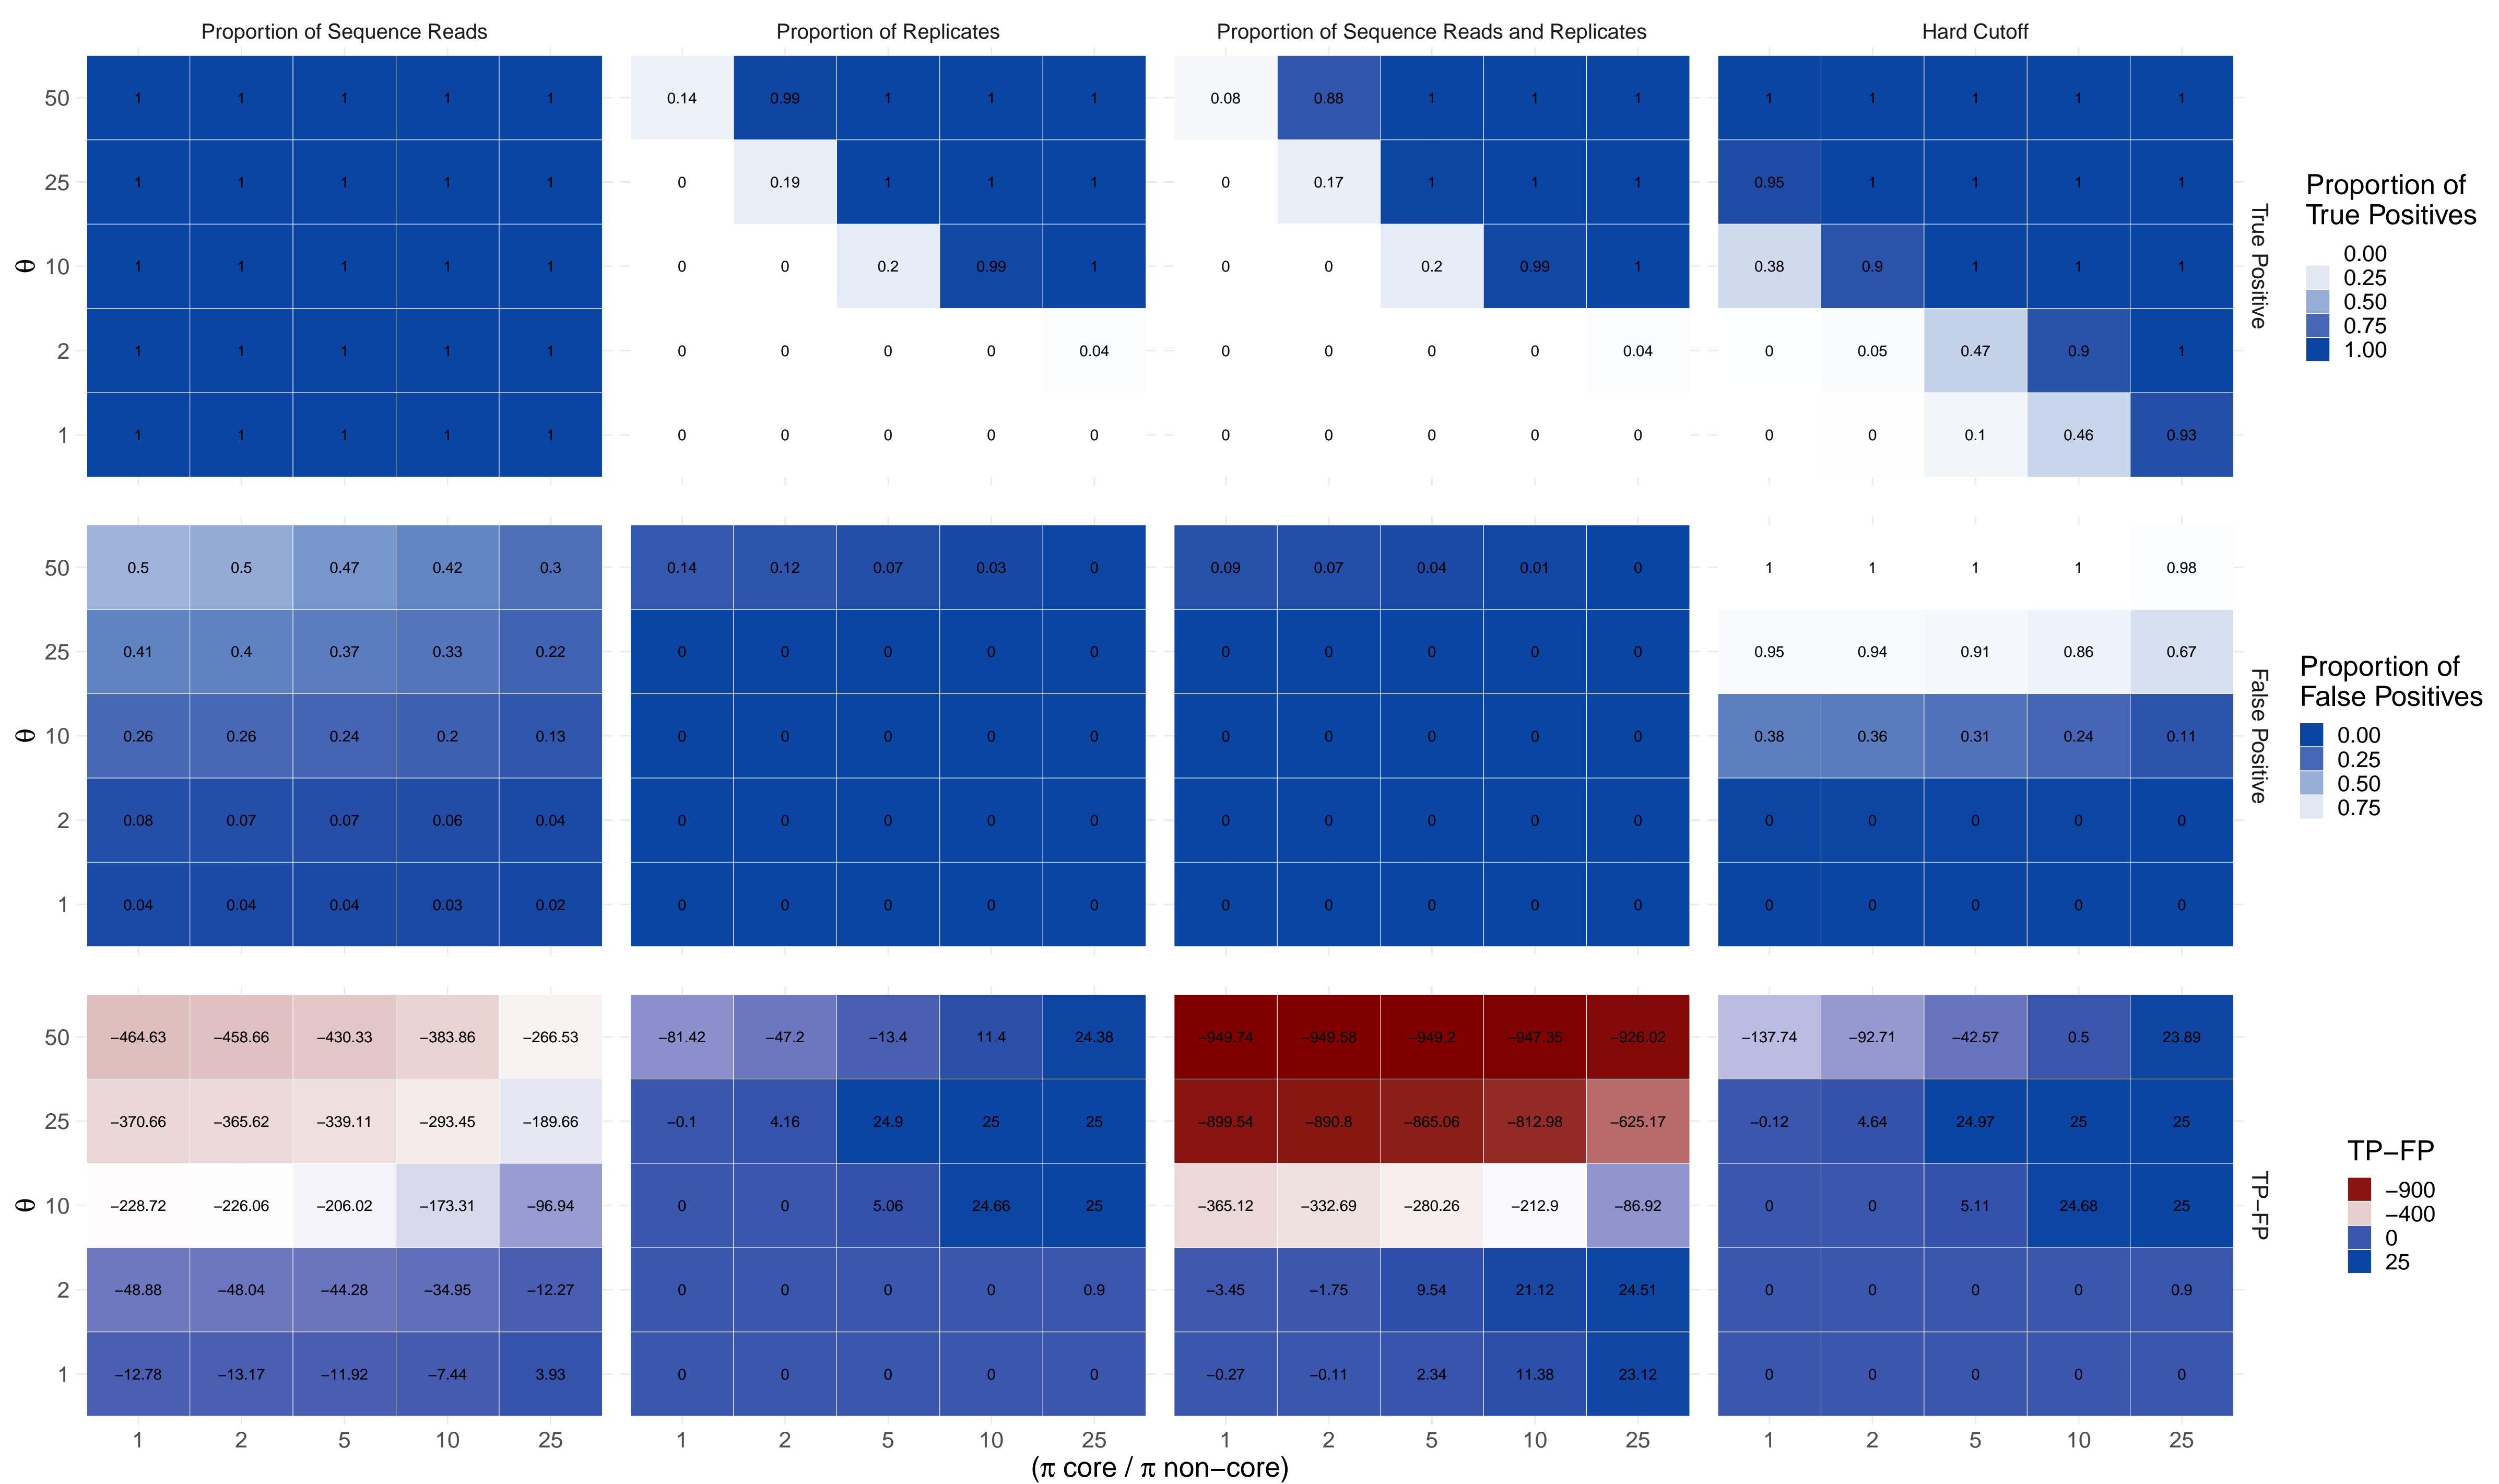 Proportion of Sequence Reads Proportion of Replicates Proportion of Sequence Reads and Replicates Hard Cutoff
50 1 1 1 1 1 0.14 0.99 1 1 1 0.08 0.88 1 1 1 1 1 1 1 1
25 1 1 1 1 1 0 0.19 1 1 1 0 0.17 1 1 1 0.95 1 1 1 1
θ 10 1 1 1 1 1 0 0 0.2 0.99 1 0 0 0.2 0.99 1 0.38 0.9 1 1 1
2 1 1 1 1 1 0 0 0 0 0.04 0 0 0 0 0.04 0 0.05 0.47 0.9 1
1 1 1 1 1 1 0 0 0 0 0 0 0 0 0 0 0 0 0.1 0.46 0.93
True Positive
Proportion of
True Positives
0.00
0.25
0.50
0.75
1.00
50 0.5 0.5 0.47 0.42 0.3 0.14 0.12 0.07 0.03 0 0.09 0.07 0.04 0.01 0 1 1 1 1 0.98
25 0.41 0.4 0.37 0.33 0.22 0 0 0 0 0 0 0 0 0 0 0.95 0.94 0.91 0.86 0.67
θ 10 0.26 0.26 0.24 0.2 0.13 0 0 0 0 0 0 0 0 0 0 0.38 0.36 0.31 0.24 0.11
2 0.08 0.07 0.07 0.06 0.04 0 0 0 0 0 0 0 0 0 0 0 0 0 0 0
1 0.04 0.04 0.04 0.03 0.02 0 0 0 0 0 0 0 0 0 0 0 0 0 0 0
False Positive
Proportion of
False Positives
0.00
0.25
0.50
0.75
50 −464.63 −458.66 −430.33 −383.86 −266.53 −81.42 −47.2 −13.4 11.4 24.38 −949.74 −949.58 −949.2 −947.35 −926.02 −137.74 −92.71 −42.57 0.5 23.89
25 −370.66 −365.62 −339.11 −293.45 −189.66 −0.1 4.16 24.9 25 25 −899.54 −890.8 −865.06 −812.98 −625.17 −0.12 4.64 24.97 25 25
θ 10 −228.72 −226.06 −206.02 −173.31 −96.94 0 0 5.06 24.66 25 −365.12 −332.69 −280.26 −212.9 −86.92 0 0 5.11 24.68 25
2 −48.88 −48.04 −44.28 −34.95 −12.27 0 0 0 0 0.9 −3.45 −1.75 9.54 21.12 24.51 0 0 0 0 0.9
1 −12.78 −13.17 −11.92 −7.44 3.93 0 0 0 0 0 −0.27 −0.11 2.34 11.38 23.12 0 0 0 0 0
TP−FP
TP−FP
−900
−400
0
25
1 2 5 10 25 1 2 5 10 25 1 2 5 10 25 1 2 5 10 25
(π core / π non−core)